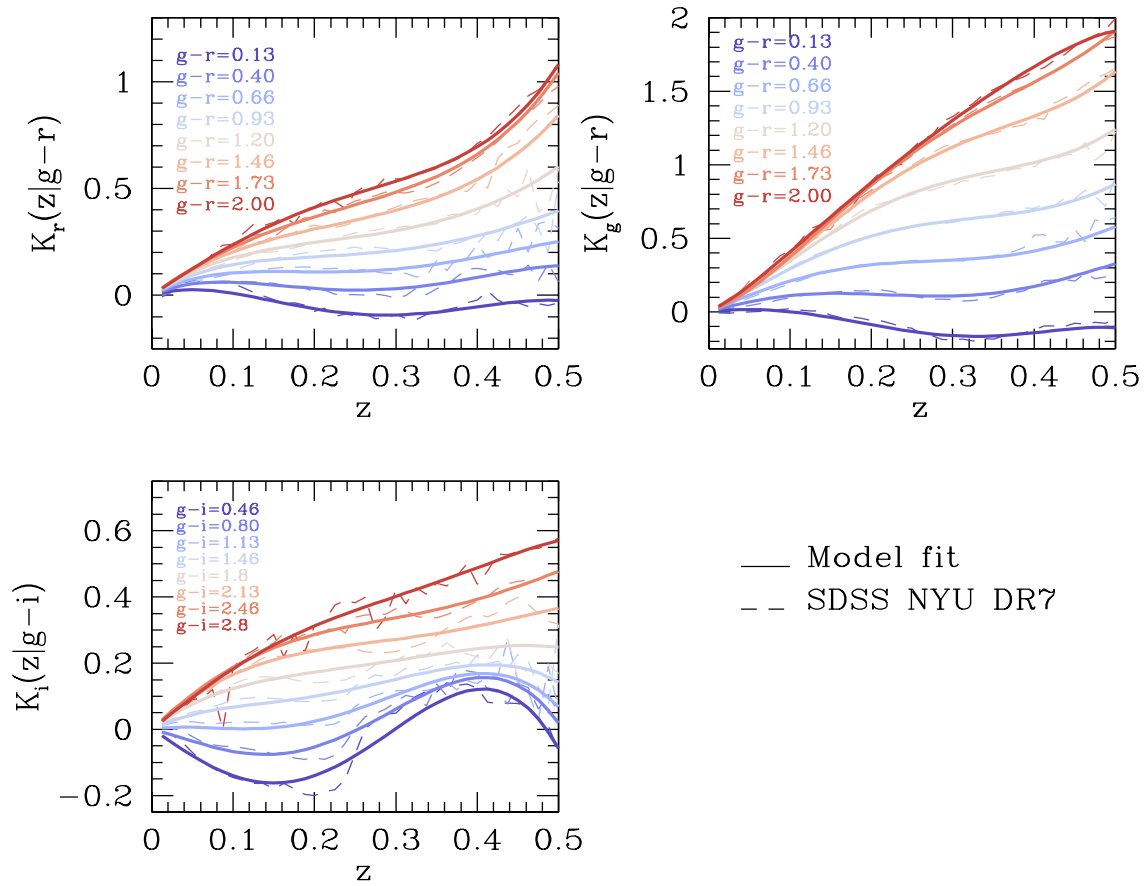 1
0.5
0
K_r(z|g−r)
g−r=0.13
g−r=0.40
g−r=0.66
g−r=0.93
g−r=1.20
g−r=1.46
g−r=1.73
g−r=2.00
0 0.1 0.2 0.3 0.4 0.5
z
2
1.5
1
0.5
0
K_g(z|g−r)
g−r=0.13
g−r=0.40
g−r=0.66
g−r=0.93
g−r=1.20
g−r=1.46
g−r=1.73
g−r=2.00
0 0.1 0.2 0.3 0.4 0.5
z
0.6
0.4
0.2
0
−0.2
K_i(z|g−i)
g−i=0.46
g−i=0.80
g−i=1.13
g−i=1.46
g−i=1.8
g−i=2.13
g−i=2.46
g−i=2.8
0 0.1 0.2 0.3 0.4 0.5
z
Model fit
SDSS NYU DR7